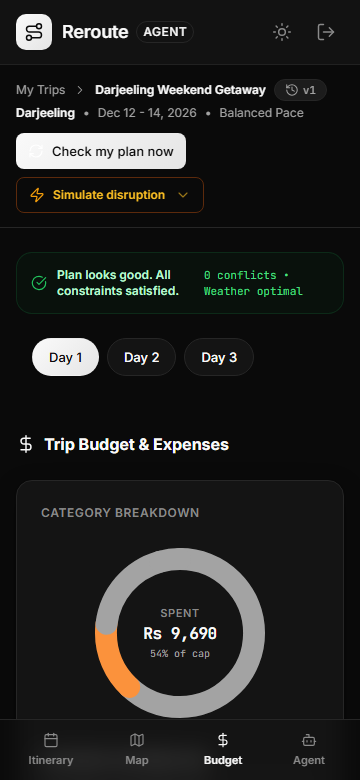 Reroute AGENT
My Trips > Darjeeling Weekend Getaway v1
Darjeeling • Dec 12 - 14, 2026 • Balanced Pace
Check my plan now
Simulate disruption
Plan looks good. All constraints satisfied.
0 conflicts • Weather optimal
Day 1 Day 2 Day 3
$ Trip Budget & Expenses
CATEGORY BREAKDOWN
SPENT
Rs 9,690
54% of cap
Itinerary Map Budget Agent